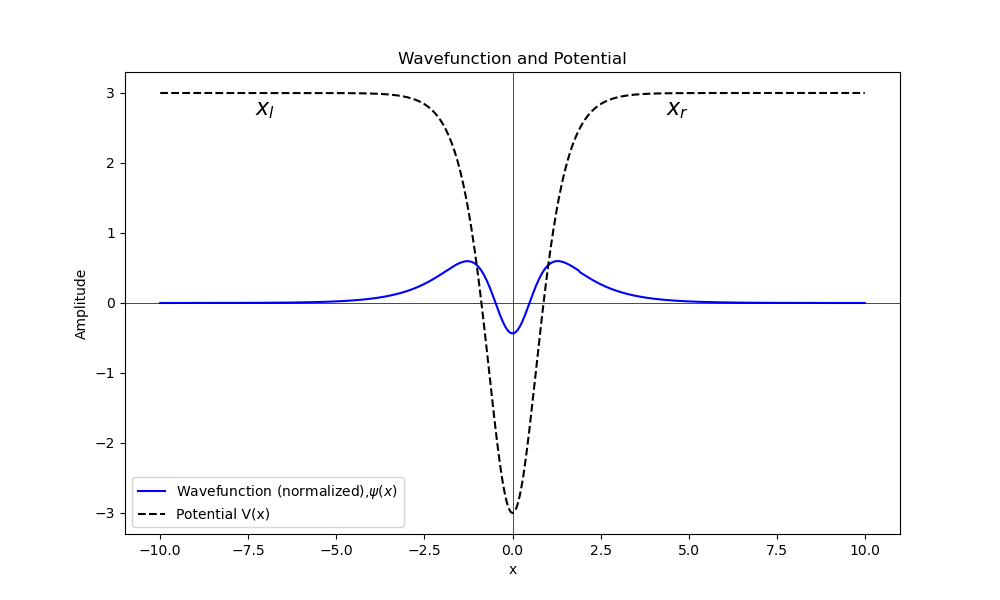 Wavefunction and Potential
3
2
1
0
−1
−2
−3
Amplitude
x_l
x_r
Wavefunction (normalized),ψ(x)
Potential V(x)
−10.0 −7.5 −5.0 −2.5 0.0 2.5 5.0 7.5 10.0
x